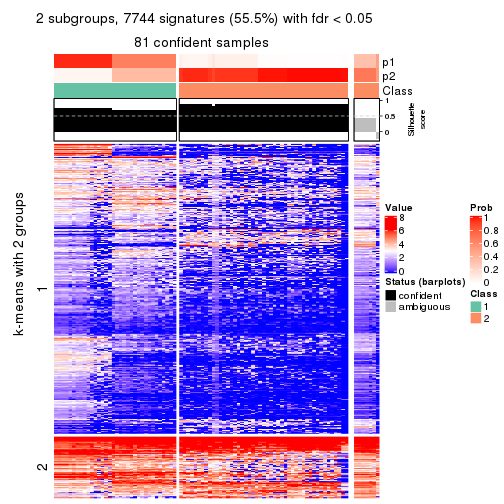 2 subgroups, 7744 signatures (55.5%) with fdr < 0.05
81 confident samples
p1
p2
Class
1
0.5
0
Silhouette
score
k-means with 2 groups
1
2
Value
8
6
4
2
0
Prob
1
0.8
0.6
0.4
0.2
0
Status (barplots)
confident
ambiguous
Class
1
2